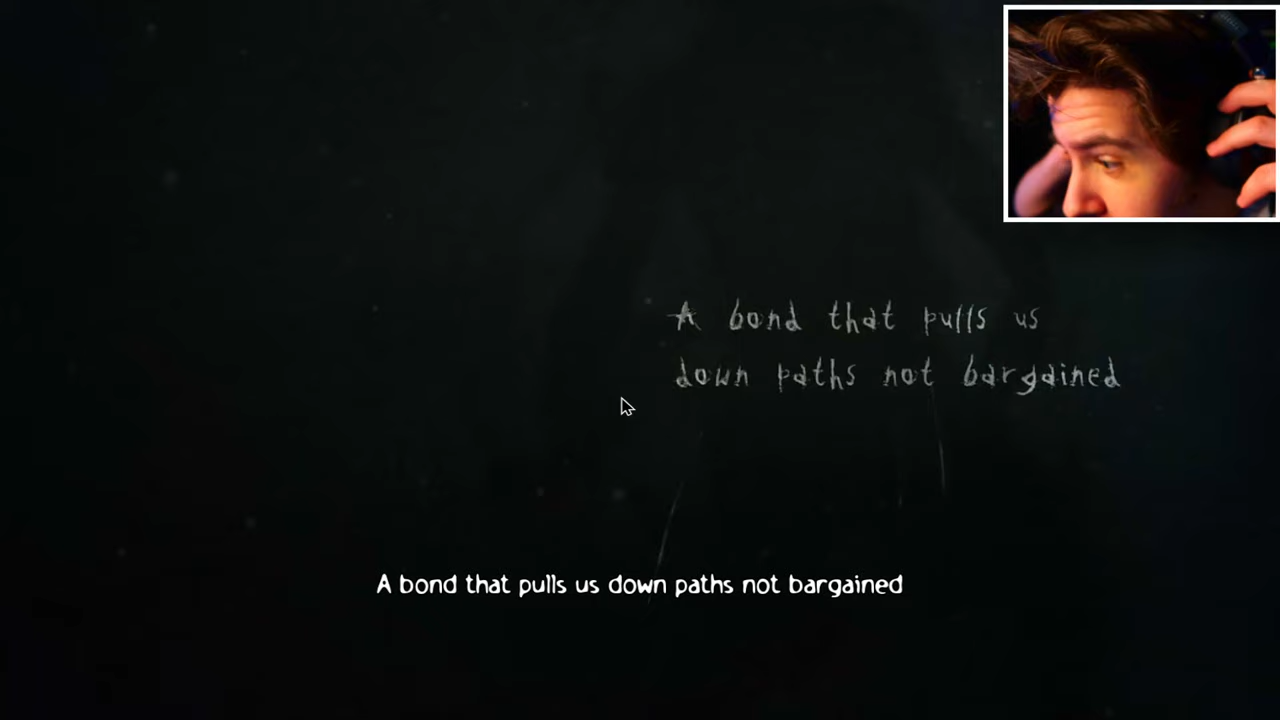 A bond that pulls us
down paths not bargained
A bond that pulls us down paths not bargained